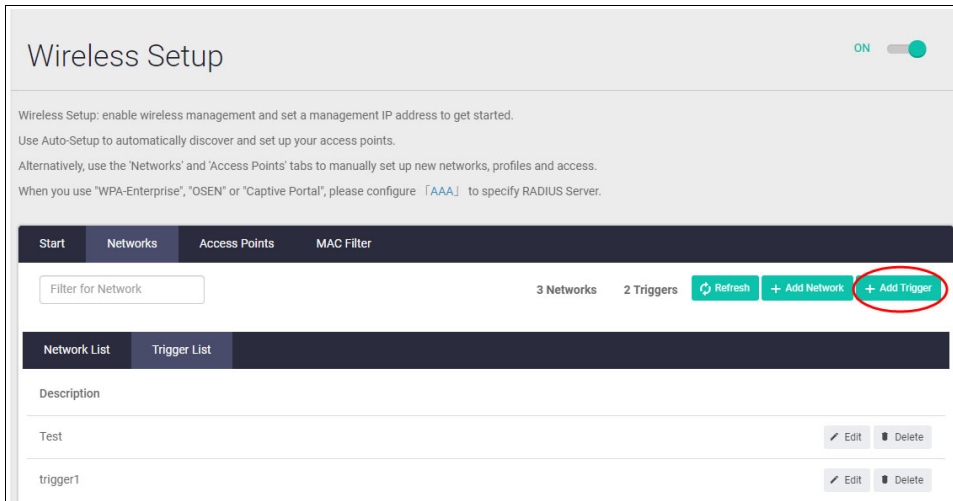 Wireless Setup
ON
Wireless Setup: enable wireless management and set a management IP address to get started.
Use Auto-Setup to automatically discover and set up your access points.
Alternatively, use the 'Networks' and 'Access Points' tabs to manually set up new networks, profiles and access.
When you use "WPA-Enterprise", "OSEN" or "Captive Portal", please configure 「AAA」 to specify RADIUS Server.
Start Networks Access Points MAC Filter
Filter for Network 3 Networks 2 Triggers Refresh + Add Network + Add Trigger
Network List Trigger List
Description
Test Edit Delete
trigger1 Edit Delete